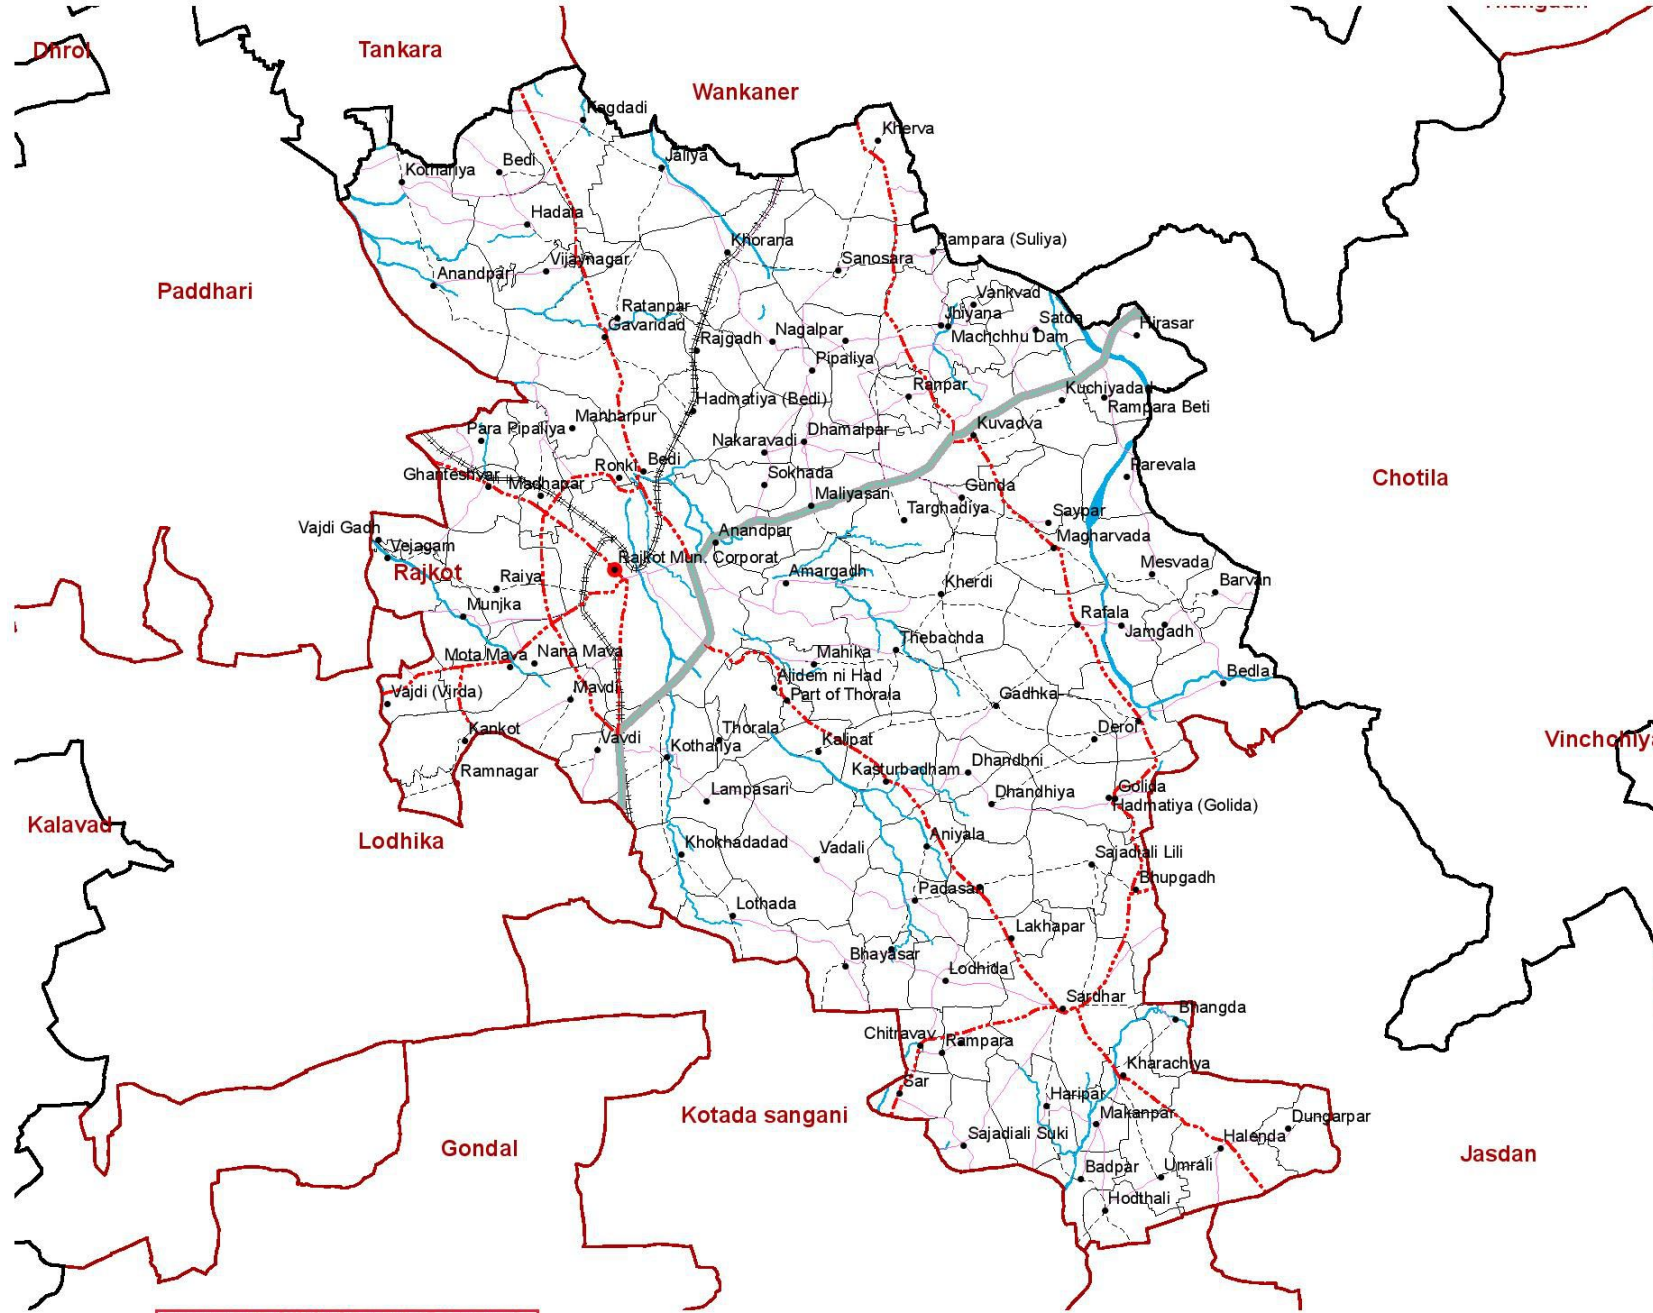 Dhrol
Tankara
Wankaner
Kagdadi
Kherva
Jaliya
Bedi
Kothariya
Hadala
Khorana
Rampara (Suliya)
Vijaynagar
Sanosara
Anandpar
Paddhari
Vankvad
Ratanpar
Jhiyana
Satda
Hirasar
Gavaridad
Nagalpar
Rajgadh
Machchhu Dam
Pipaliya
Ranpar
Kuchiyadad
Hadmatiya (Bedi)
Rampara Beti
Manharpur
Para Pipaliya
Dhamalpar
Kuvadva
Nakaravadi
Ronki
Bedi
Parevala
Ghanteshvar
Madhapar
Sokhada
Gunda
Chotila
Maliyasan
Targhadiya
Saypar
Vajdi Gadh
Anandpar
Magharvada
Vejagam
Rajkot Mun. Corporat
Rajkot
Raiya
Amargadh
Kherdi
Mesvada
Barvan
Munjka
Rafala
Jamgadh
Thebachda
Mota Mava
Nana Mava
Mahika
Bedla
Vajdi (Virda)
Mavdi
Alidem ni Had
Part of Thorala
Gadhka
Kankot
Thorala
Derol
Vavdi
Kothariya
Kalipat
Vinchchiya
Ramnagar
Kasturbadham
Dhandhni
Lampasari
Dhandhiya
Golida
Hadmatiya (Golida)
Kalavad
Lodhika
Khokhadadad
Vadali
Aniyala
Sajadiali Lili
Padasan
Bhupgadh
Lothada
Lakhapar
Bhayasar
Lodhida
Sardhar
Bhangda
Chitravav
Rampara
Kharachiya
Sar
Haripar
Makanpar
Kotada sangani
Dungarpar
Gondal
Sajadiali Suki
Halenda
Jasdan
Badpar
Umrali
Hodthali